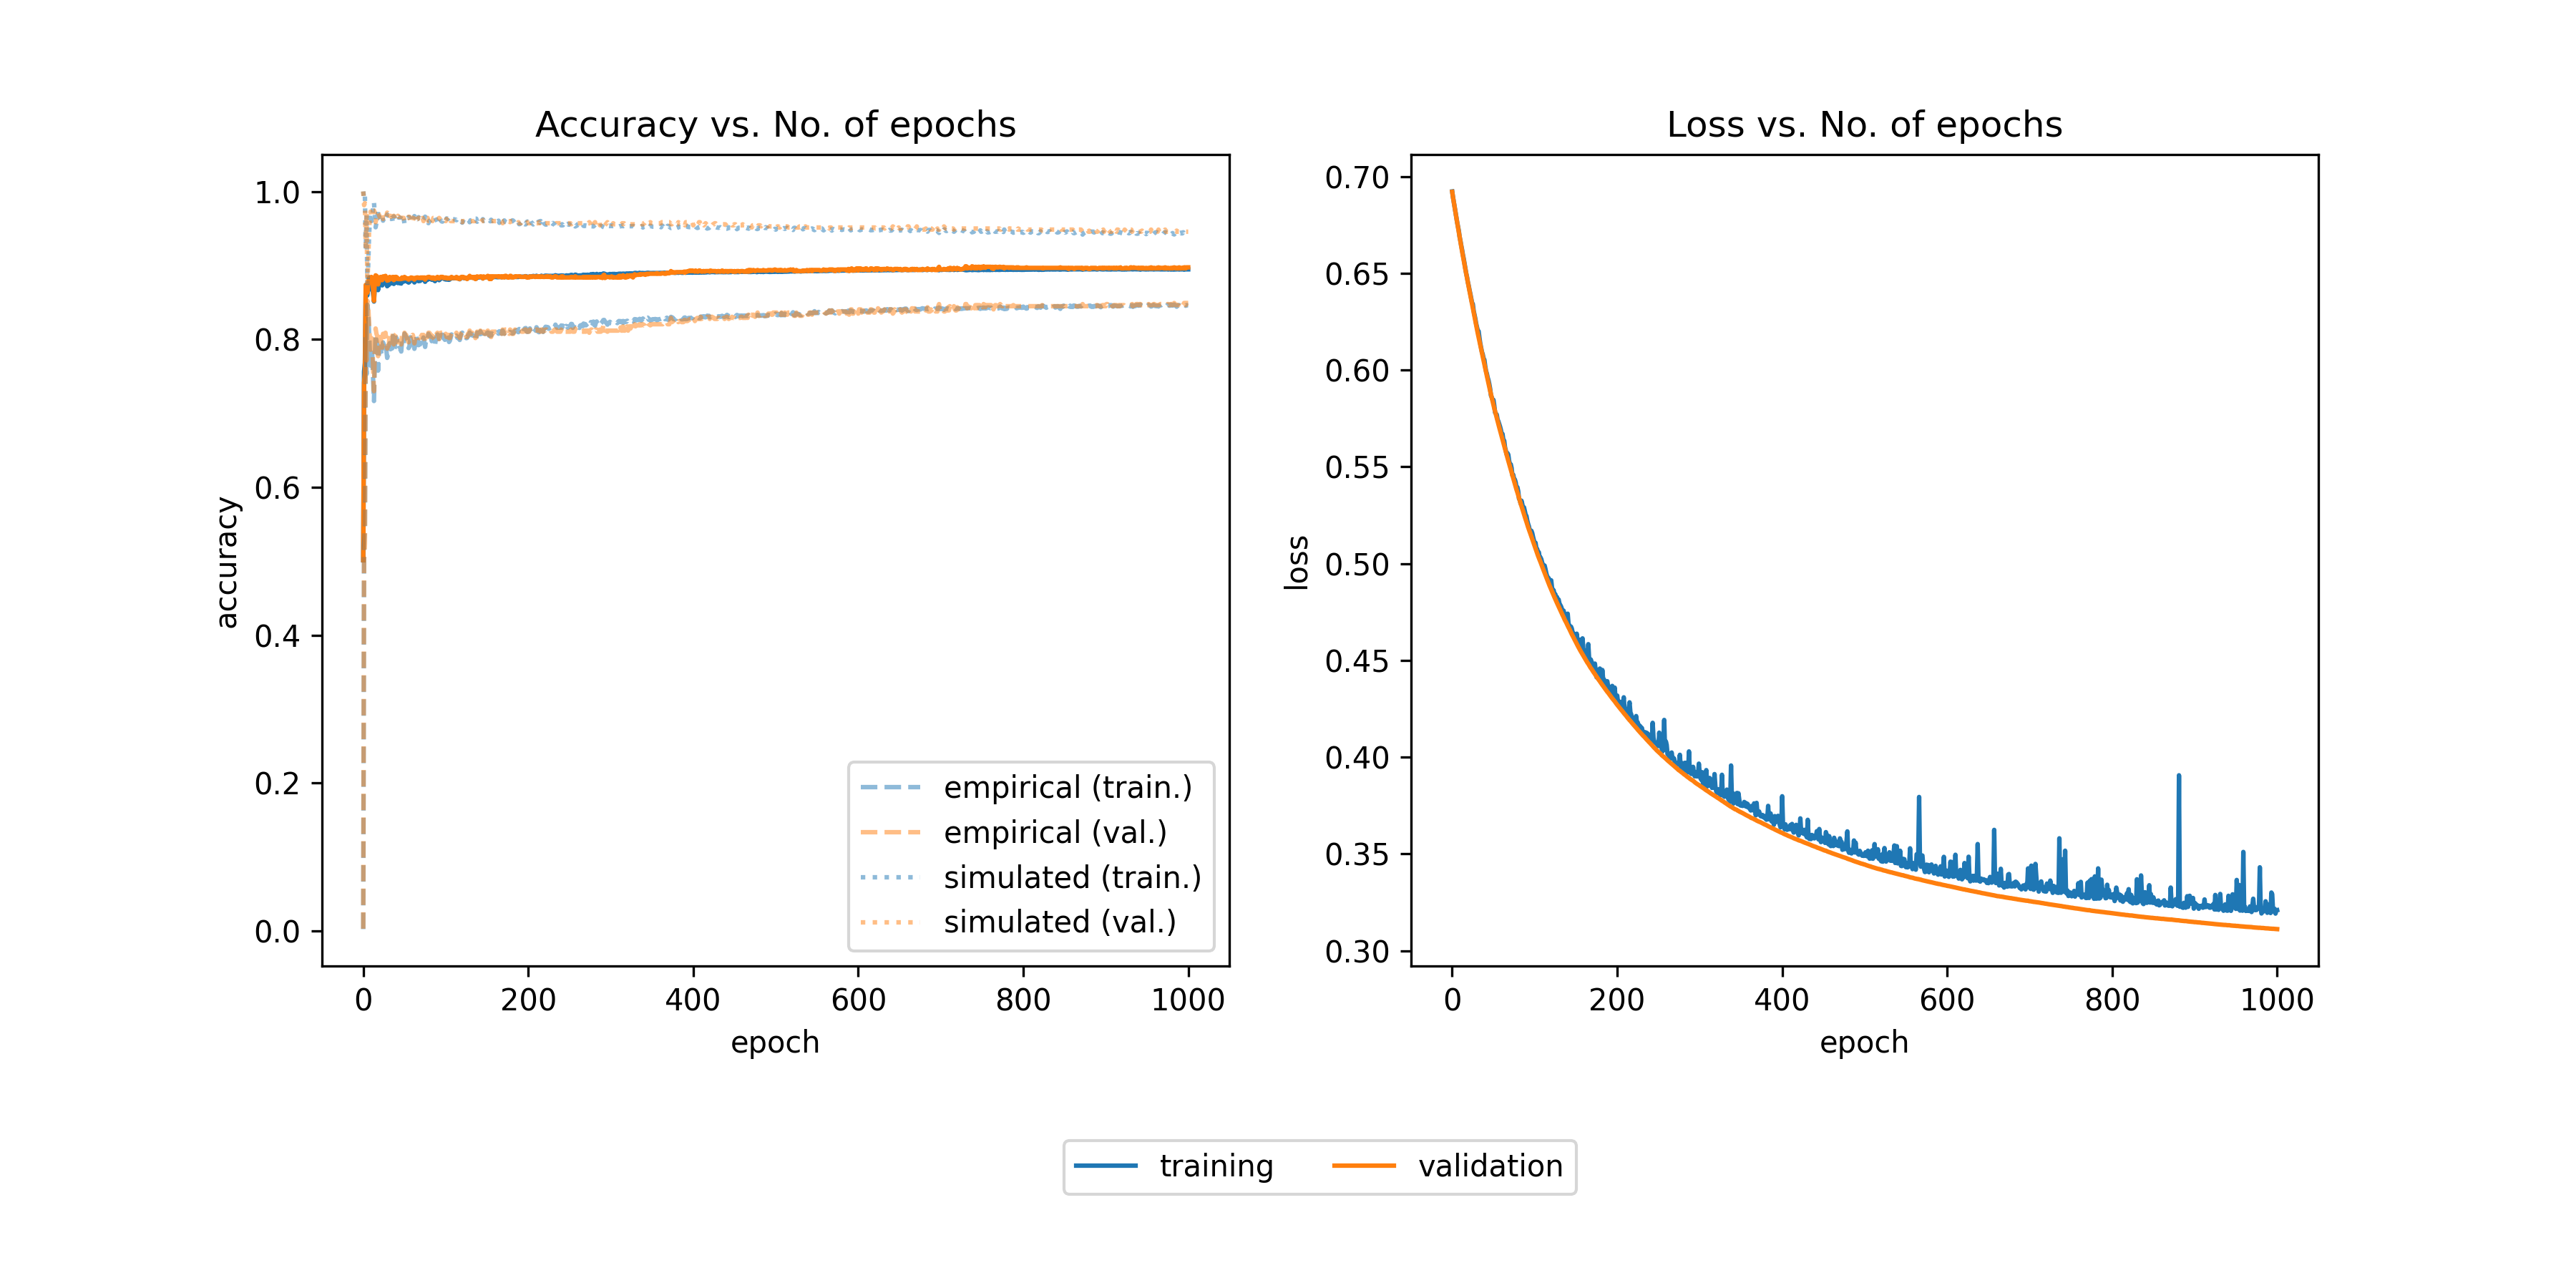 Accuracy vs. No. of epochs
1.0
0.8
0.6
0.4
0.2
0.0
accuracy
0 200 400 600 800 1000
epoch
empirical (train.)
empirical (val.)
simulated (train.)
simulated (val.)
Loss vs. No. of epochs
0.70
0.65
0.60
0.55
0.50
0.45
0.40
0.35
0.30
loss
0 200 400 600 800 1000
epoch
training validation